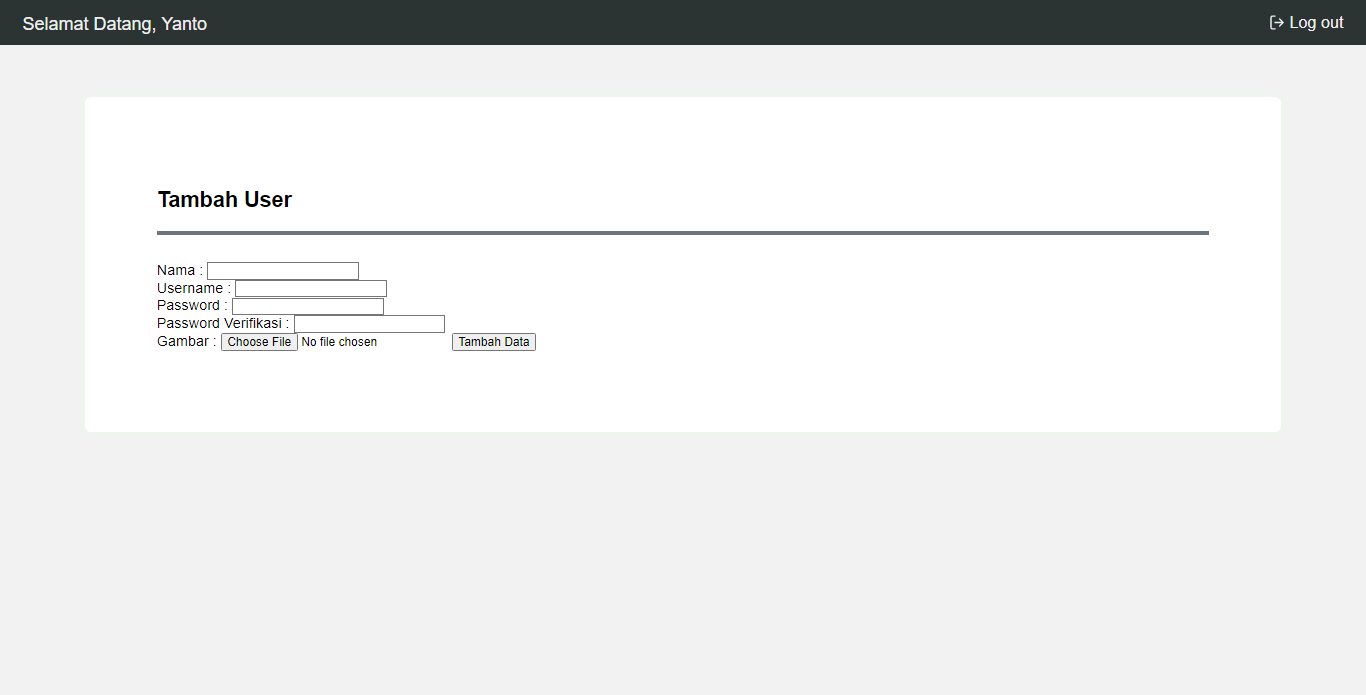 Selamat Datang, Yanto
Log out
Tambah User
Nama :
Username :
Password :
Password Verifikasi :
Gambar : Choose File No file chosen Tambah Data